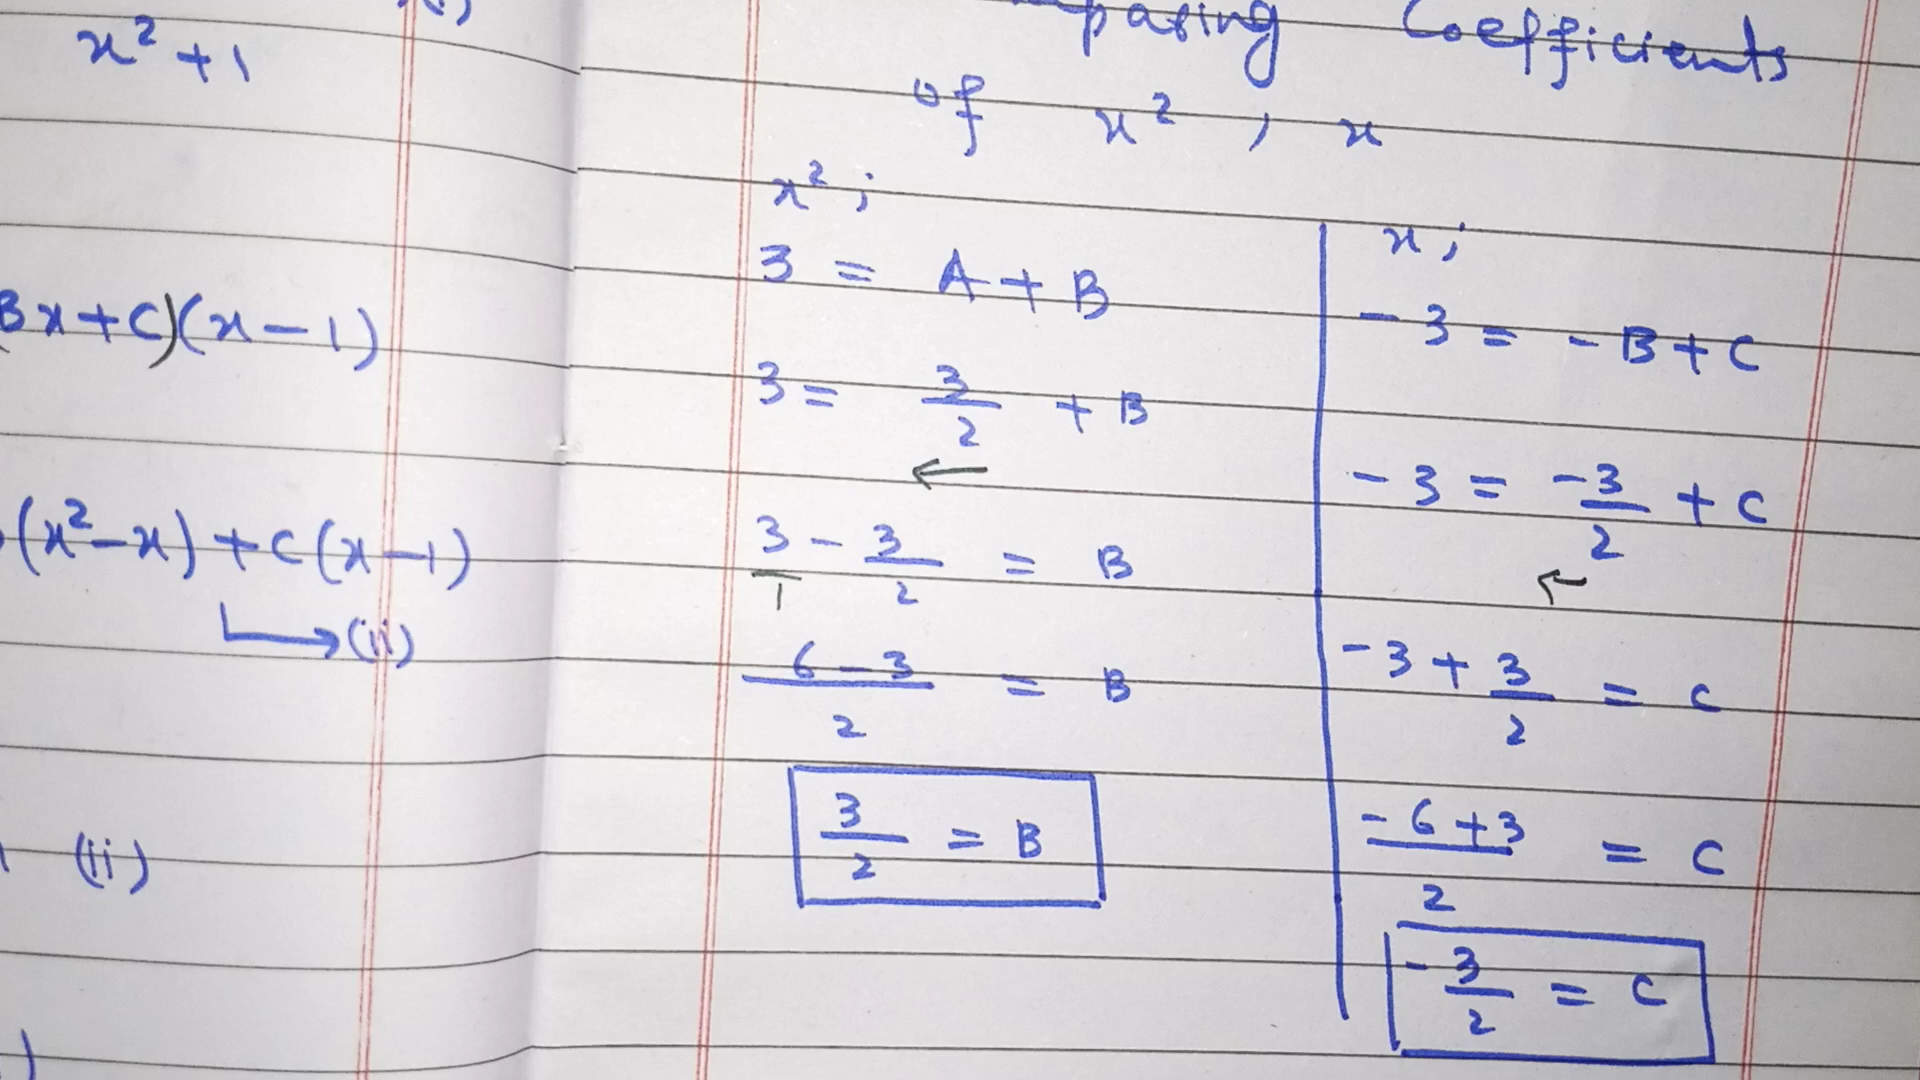 x² + 1
Bx + C)(x - 1)
(x² - x) + C(x - 1)
↳ (ii)
(ii)
Coefficients
of x² , x
x² ;
3 = A + B
3 = 3/2 + B
←
3/1 - 3/2 = B
6 - 3 / 2 = B
3/2 = B
x ;
- 3 = - B + C
- 3 = -3/2 + C
←
- 3 + 3/2 = C
- 6 + 3 / 2 = C
- 3/2 = C